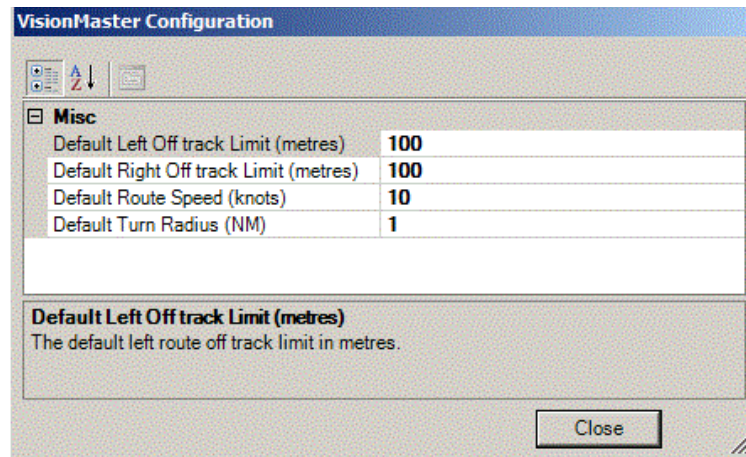 VisionMaster Configuration
A
Z
Misc
Default Left Off track Limit (metres) 100
Default Right Off track Limit (metres) 100
Default Route Speed (knots) 10
Default Turn Radius (NM) 1
Default Left Off track Limit (metres)
The default left route off track limit in metres.
Close